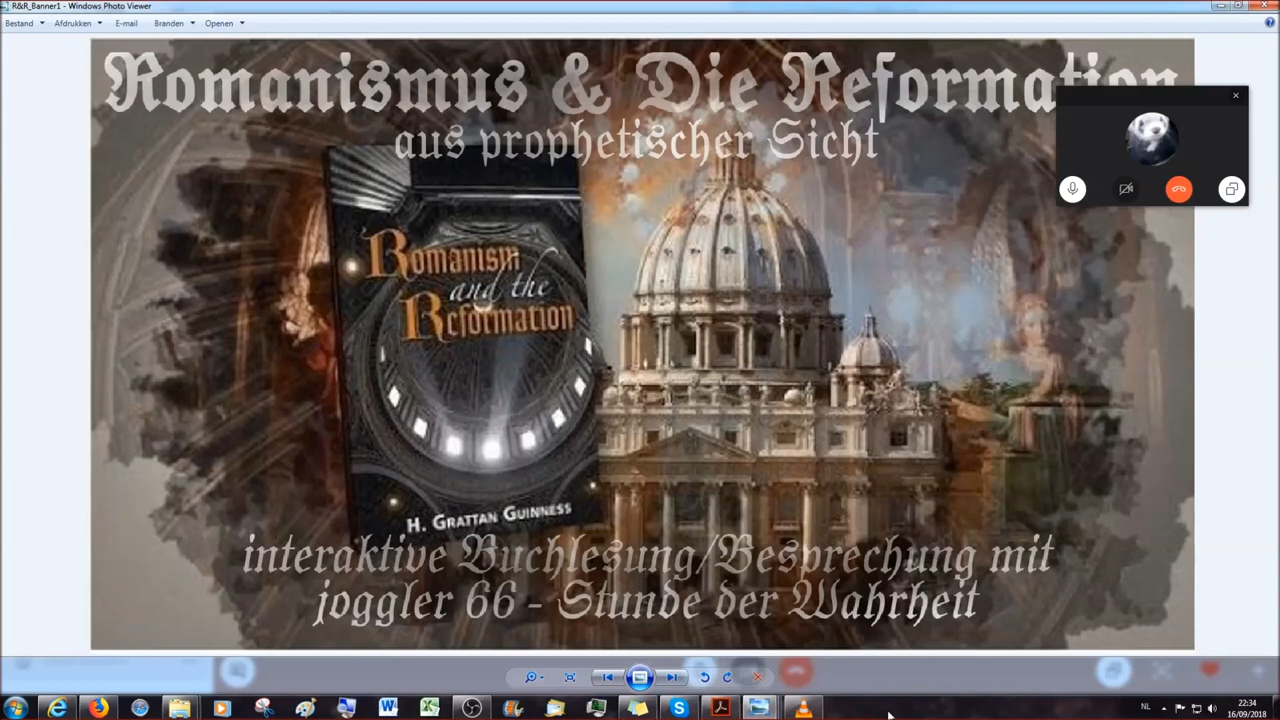 R&R_Banner1 - Windows Photo Viewer
Bestand Afdrukken E-mail Branden Openen
Romanismus & Die Reformation
aus prophetischer Sicht
Romanism
and the
Reformation
H. Grattan Guinness
interaktive Buchlesung/Besprechung mit
joggler 66 - Stunde der Wahrheit
NL
22:34
16/09/2018